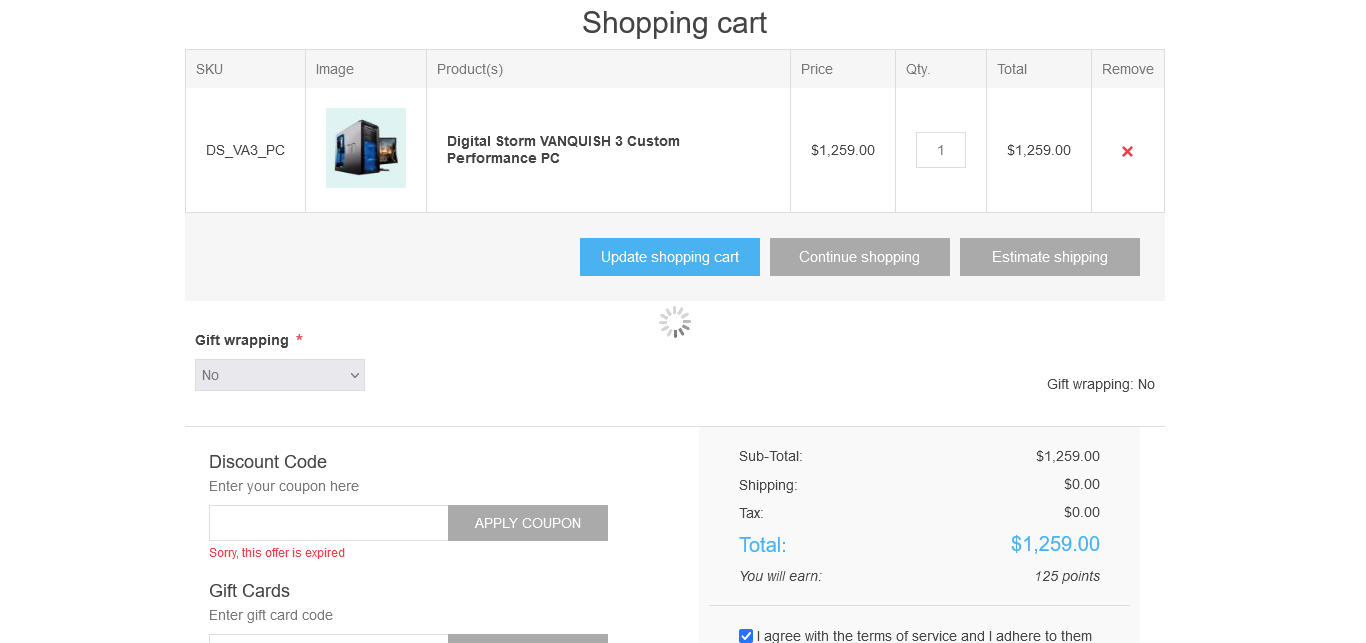 Shopping cart
SKU Image Product(s) Price Qty. Total Remove
DS_VA3_PC Digital Storm VANQUISH 3 Custom $1,259.00 1 $1,259.00
Performance PC
Update shopping cart Continue shopping Estimate shipping
Gift wrapping *
No
Gift wrapping: No
Discount Code
Enter your coupon here
APPLY COUPON
Sorry, this offer is expired
Gift Cards
Enter gift card code
Sub-Total: $1,259.00
Shipping: $0.00
Tax: $0.00
Total: $1,259.00
You will earn: 125 points
I agree with the terms of service and I adhere to them